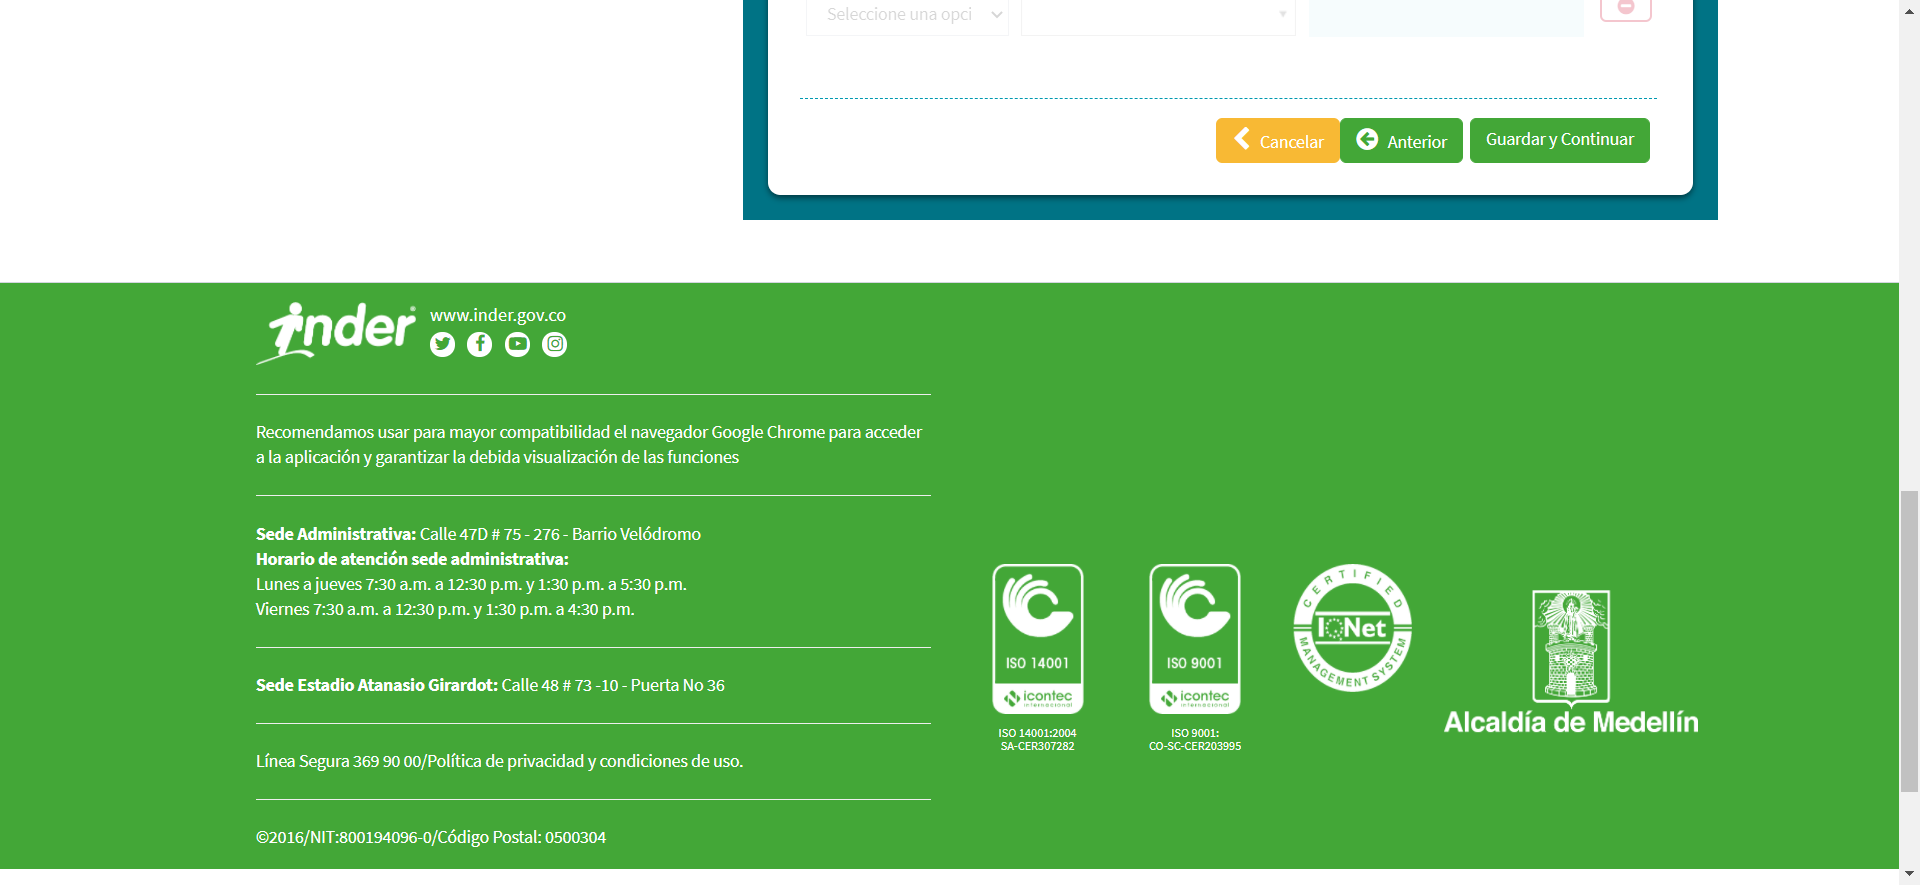 Seleccione una opci
Cancelar
Anterior
Guardar y Continuar
inder
www.inder.gov.co
Recomendamos usar para mayor compatibilidad el navegador Google Chrome para acceder
a la aplicación y garantizar la debida visualización de las funciones
Sede Administrativa: Calle 47D # 75 - 276 - Barrio Velódromo
Horario de atención sede administrativa:
Lunes a jueves 7:30 a.m. a 12:30 p.m. y 1:30 p.m. a 5:30 p.m.
Viernes 7:30 a.m. a 12:30 p.m. y 1:30 p.m. a 4:30 p.m.
Sede Estadio Atanasio Girardot: Calle 48 # 73 -10 - Puerta No 36
Línea Segura 369 90 00/Política de privacidad y condiciones de uso.
©2016/NIT:800194096-0/Código Postal: 0500304
ISO 14001
icontec
internacional
ISO 14001:2004
SA-CER307282
ISO 9001
icontec
internacional
ISO 9001:
CO-SC-CER203995
CERTIFIED
IQNet
MANAGEMENT SYSTEM
Alcaldía de Medellín